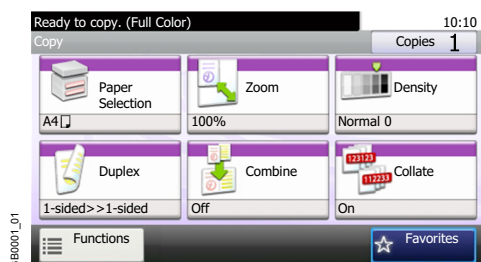 Ready to copy. (Full Color)
10:10
Copy
Copies 1
Paper
Selection
A4
Zoom
100%
Density
Normal 0
Duplex
1-sided>>1-sided
Combine
Off
123123
112233
Collate
On
Functions
Favorites